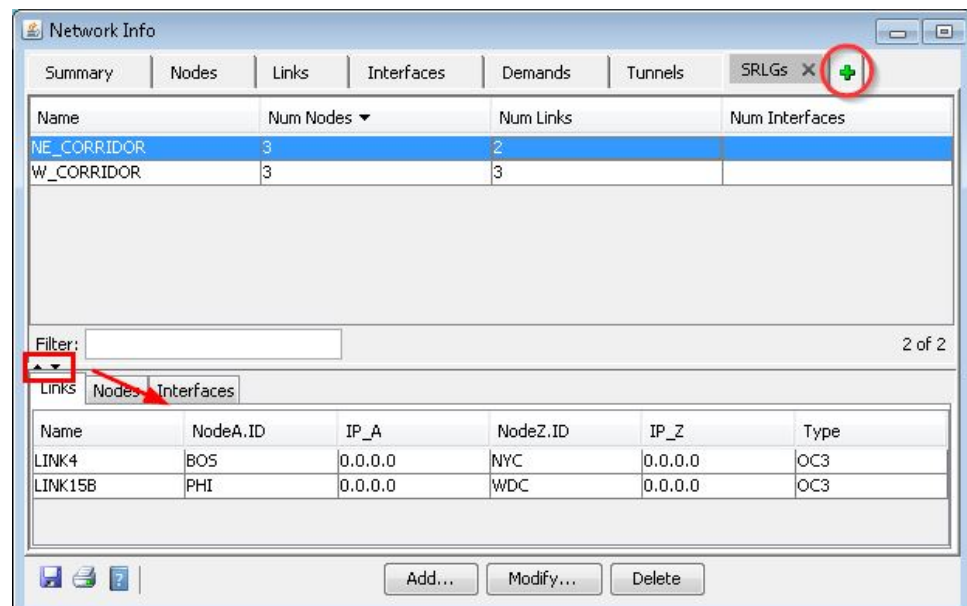 Network Info
Summary Nodes Links Interfaces Demands Tunnels SRLGs
Name Num Nodes Num Links Num Interfaces
NE_CORRIDOR 3 2
W_CORRIDOR 3 3
Filter: 2 of 2
Links Nodes Interfaces
Name NodeA.ID IP_A NodeZ.ID IP_Z Type
LINK4 BOS 0.0.0.0 NYC 0.0.0.0 OC3
LINK15B PHI 0.0.0.0 WDC 0.0.0.0 OC3
Add... Modify... Delete